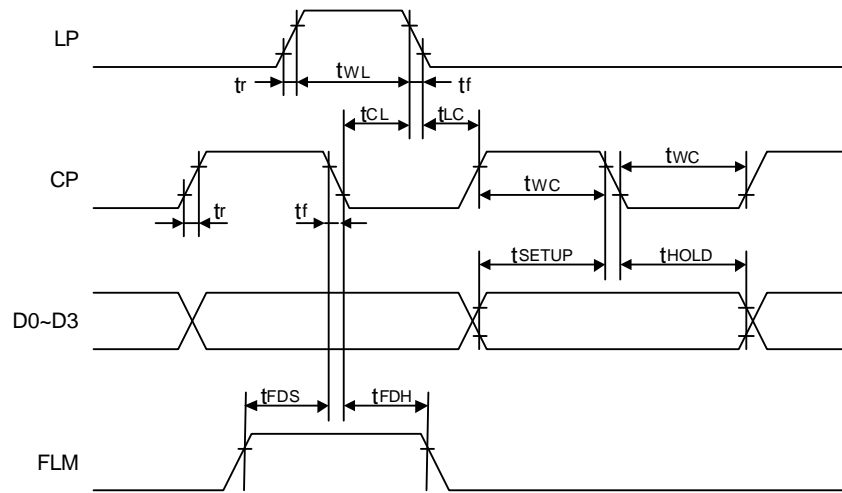 LP
tr
tWL
tf
tCL
tLC
CP
tWC
tWC
tr
tf
tSETUP
tHOLD
D0~D3
tFDS
tFDH
FLM